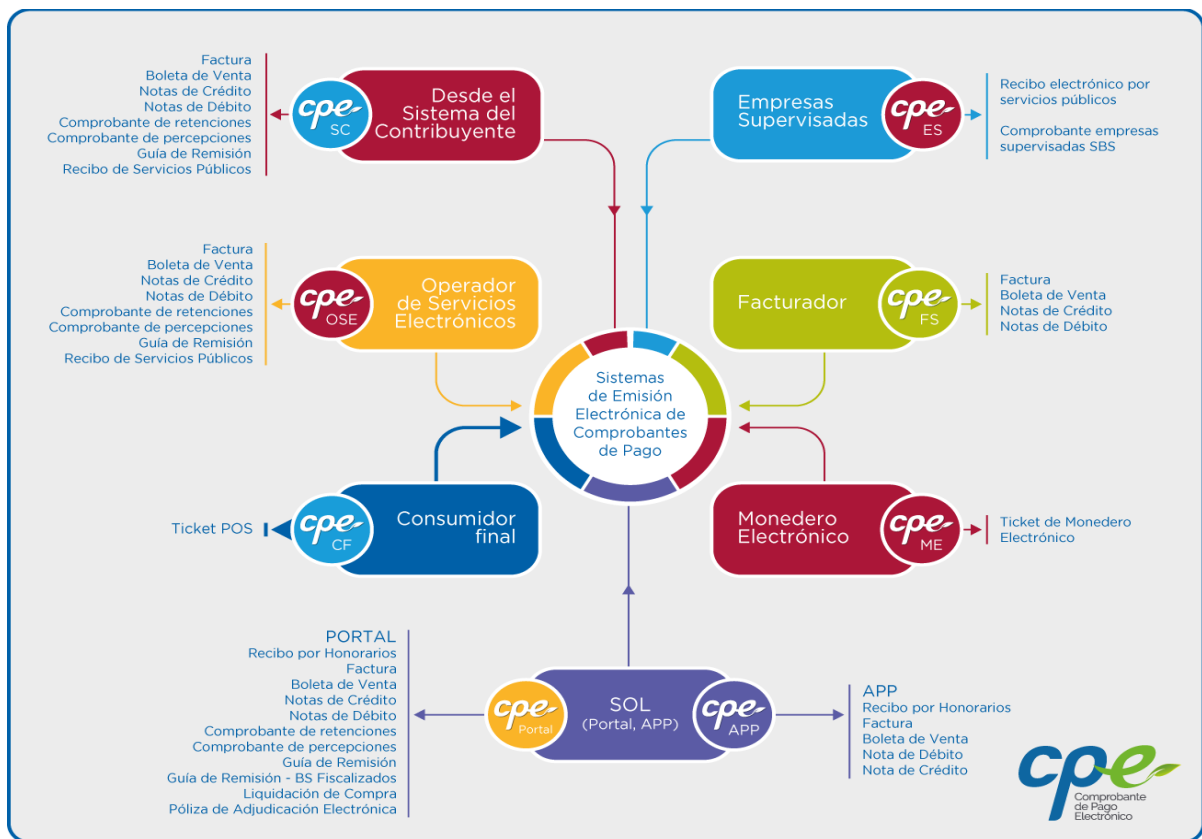 Factura
Boleta de Venta
Notas de Crédito
Notas de Débito
Comprobante de retenciones
Comprobante de percepciones
Guía de Remisión
Recibo de Servicios Públicos
cpe
SC
Desde el
Sistema del
Contribuyente
Empresas
Supervisadas
cpe
ES
Recibo electrónico por
servicios públicos
Comprobante empresas
supervisadas SBS
Factura
Boleta de Venta
Notas de Crédito
Notas de Débito
Comprobante de retenciones
Comprobante de percepciones
Guía de Remisión
Recibo de Servicios Públicos
cpe
OSE
Operador
de Servicios
Electrónicos
Facturador
cpe
FS
Factura
Boleta de Venta
Notas de Crédito
Notas de Débito
Sistemas
de Emisión
Electrónica de
Comprobantes
de Pago
Ticket POS
cpe
CF
Consumidor
final
Monedero
Electrónico
cpe
ME
Ticket de Monedero
Electrónico
PORTAL
Recibo por Honorarios
Factura
Boleta de Venta
Notas de Crédito
Notas de Débito
Comprobante de retenciones
Comprobante de percepciones
Guía de Remisión
Guía de Remisión - BS Fiscalizados
Liquidación de Compra
Póliza de Adjudicación Electrónica
cpe
Portal
SOL
(Portal, APP)
cpe
APP
APP
Recibo por Honorarios
Factura
Boleta de Venta
Nota de Débito
Nota de Crédito
cpe
Comprobante
de Pago
Electrónico